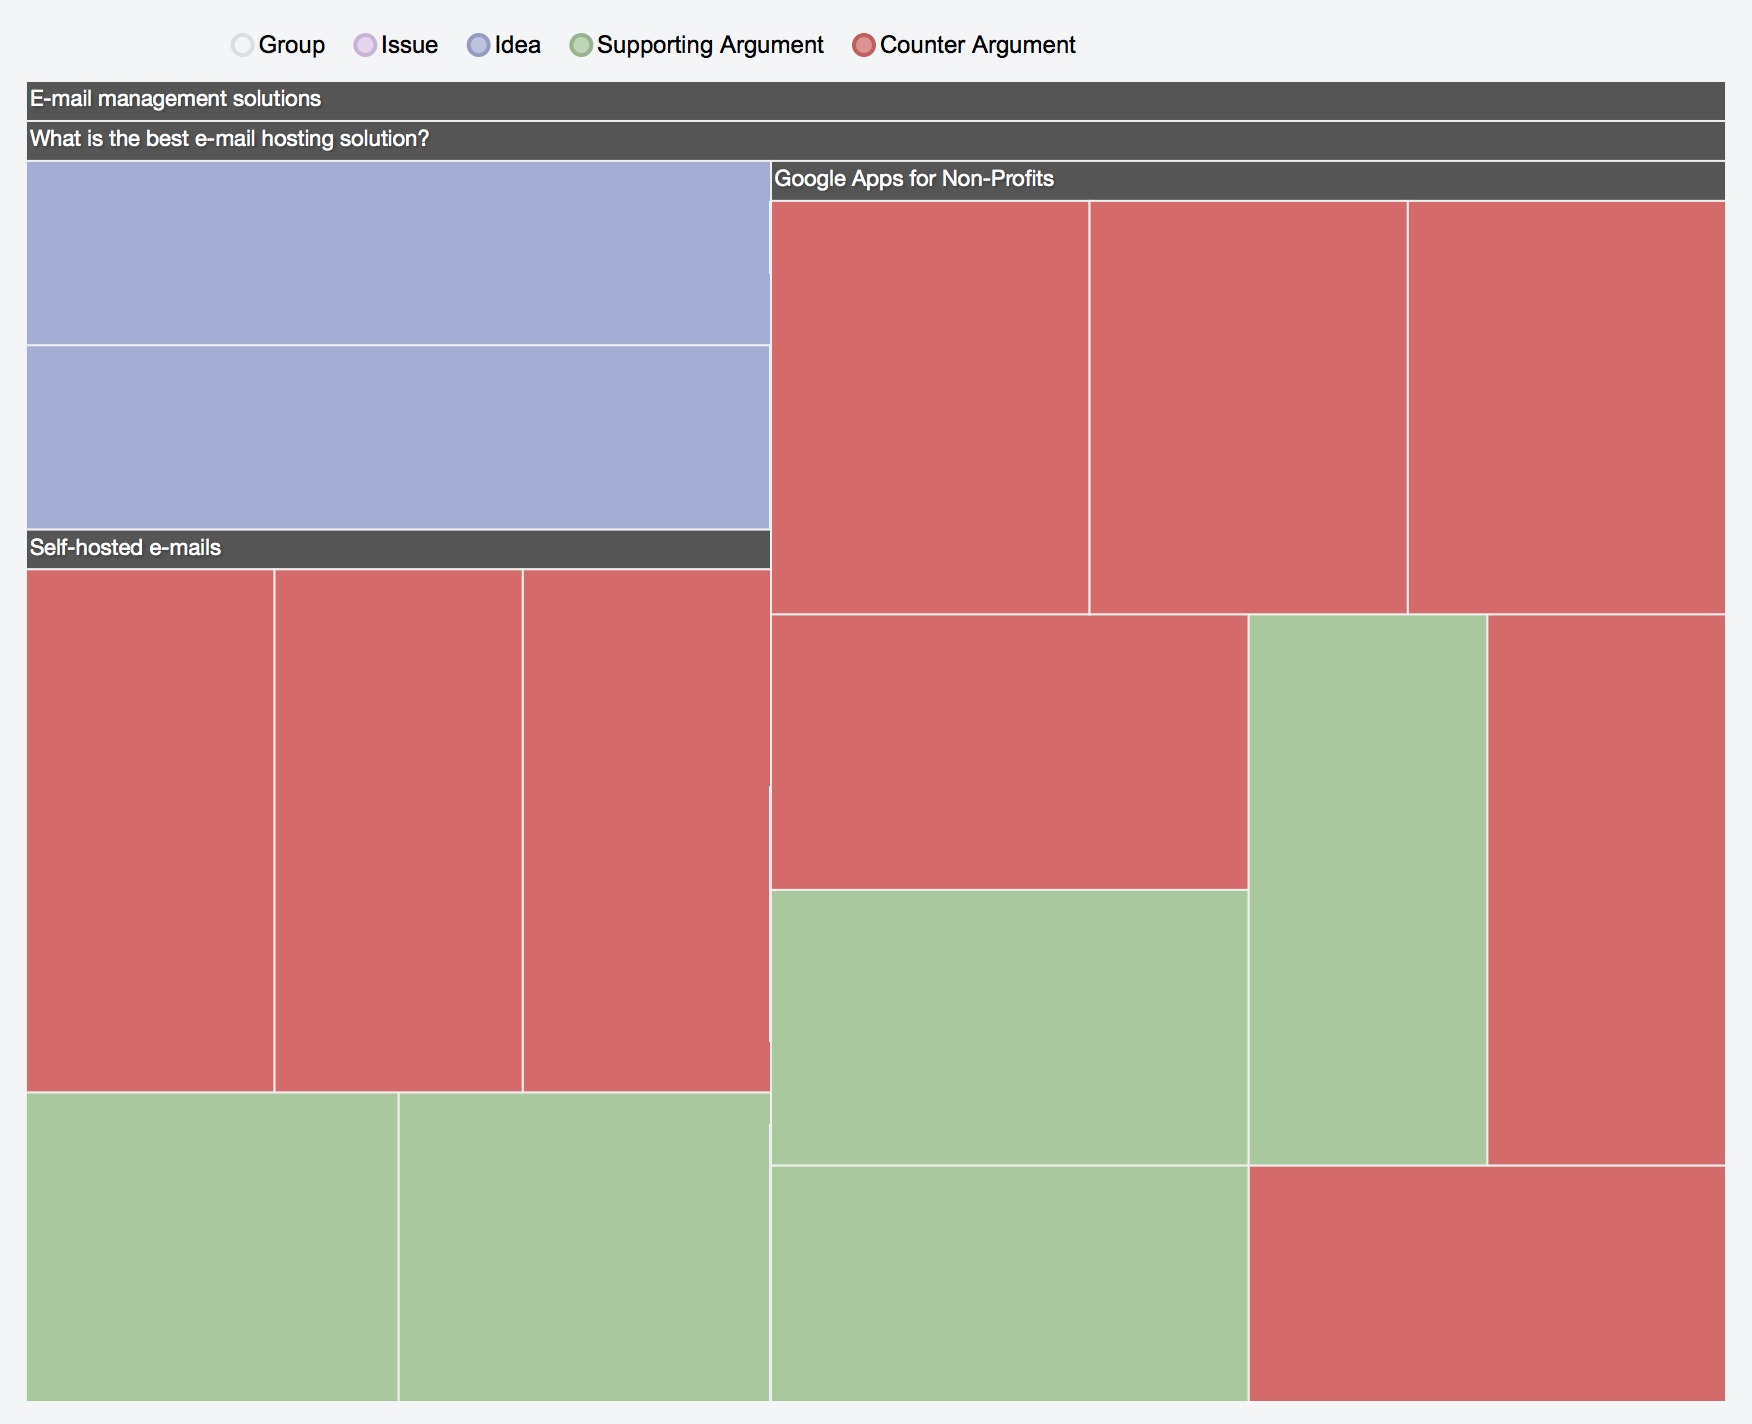 Group Issue Idea Supporting Argument Counter Argument
E-mail management solutions
What is the best e-mail hosting solution?
Google Apps for Non-Profits
Self-hosted e-mails